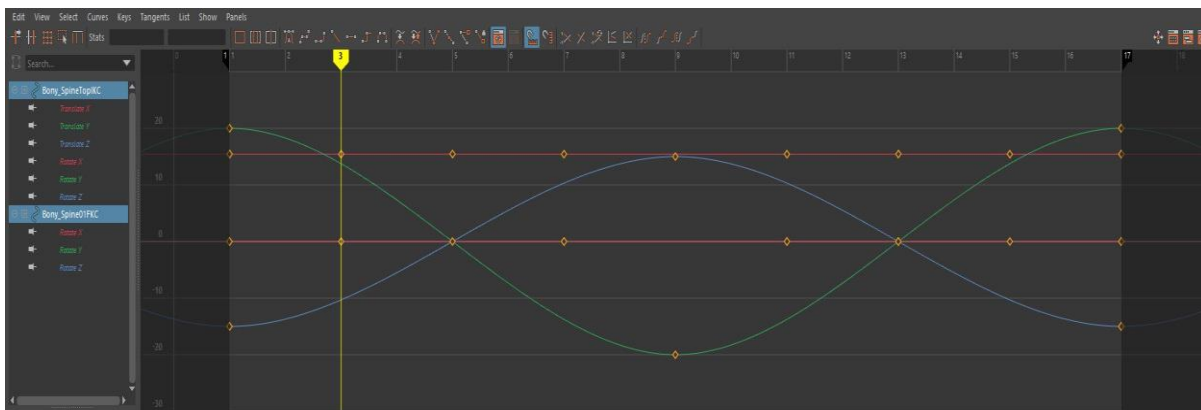 Edit View Select Curves Keys Tangents List Show Panels
Stats
Search...
0 1 2 3 4 5 6 7 8 9 10 11 12 13 14 15 16 17 18
Bony_SpineTopIKC
Translate X
Translate Y
Translate Z
Rotate X
Rotate Y
Rotate Z
Bony_Spine01FKC
Rotate X
Rotate Y
Rotate Z
20
10
0
-10
-20
-30